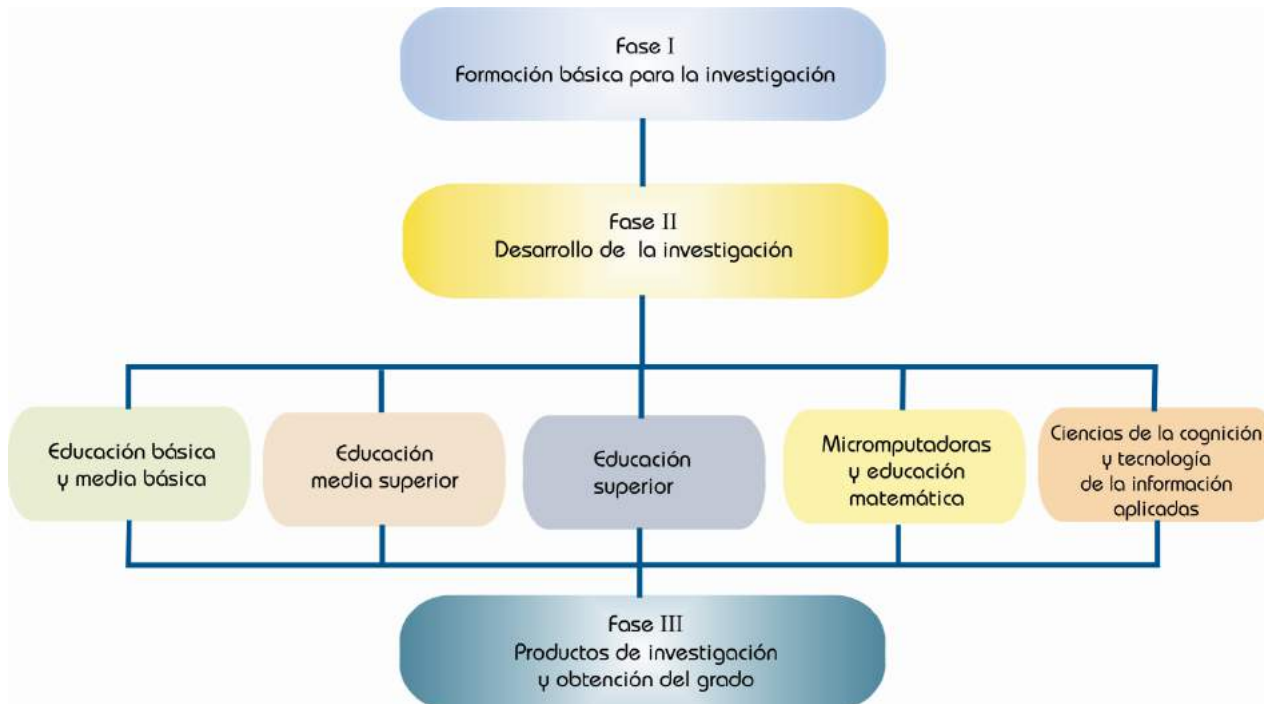 Fase I
Formación básica para la investigación
Fase II
Desarrollo de la investigación
Educación básica
y media básica
Educación
media superior
Educación
superior
Micromputadoras
y educación
matemática
Ciencias de la cognición
y tecnología
de la información
aplicadas
Fase III
Productos de investigación
y obtención del grado